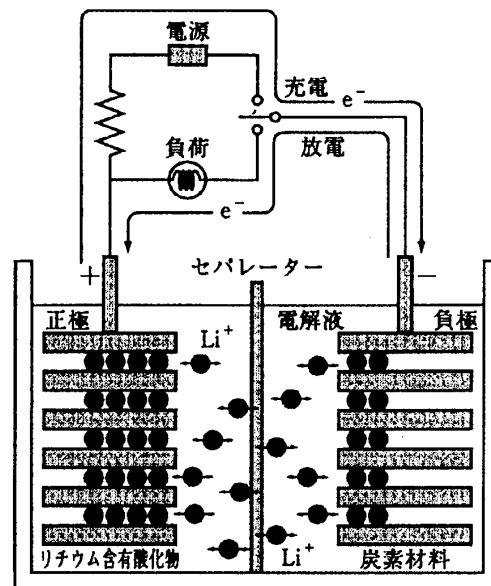 電源
充電
e⁻
負荷
放電
e⁻
+
セパレーター
−
正極
Li⁺
電解液
負極
Li⁺
リチウム含有酸化物
炭素材料